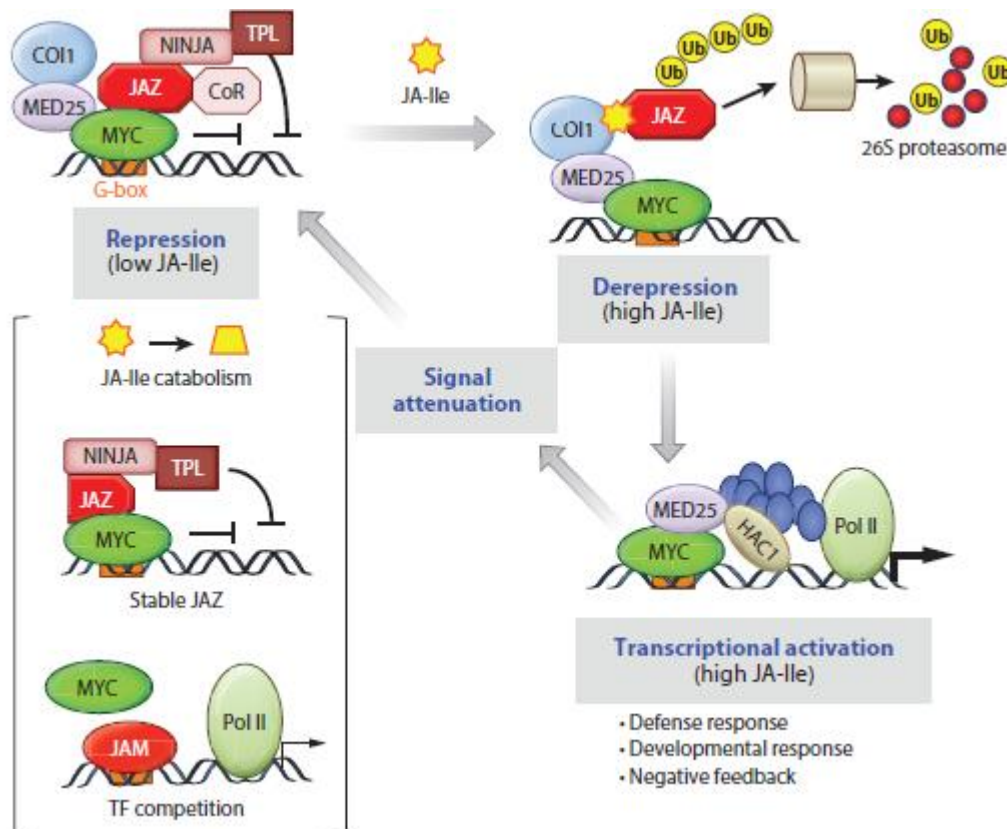 COI1
MED25
NINJA
TPL
JAZ
CoR
MYC
G-box
Repression
(low JA-Ile)
JA-Ile
Ub
Ub
Ub
Ub
COI1
JAZ
MED25
MYC
Ub
Ub
Ub
26S proteasome
Derepression
(high JA-Ile)
JA-Ile catabolism
Signal
attenuation
NINJA
TPL
JAZ
MYC
Stable JAZ
MED25
HAC1
Pol II
MYC
Transcriptional activation
(high JA-Ile)
• Defense response
• Developmental response
• Negative feedback
MYC
JAM
Pol II
TF competition